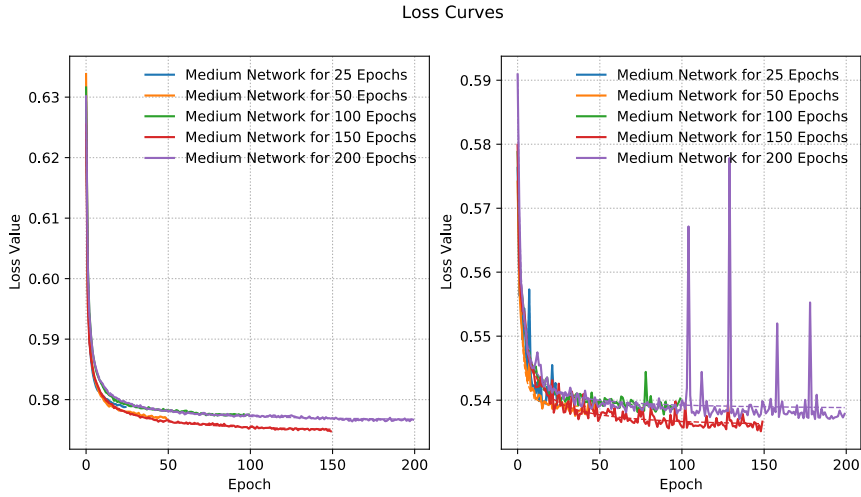 Loss Curves
Loss Value
0.63
0.62
0.61
0.60
0.59
0.58
Medium Network for 25 Epochs
Medium Network for 50 Epochs
Medium Network for 100 Epochs
Medium Network for 150 Epochs
Medium Network for 200 Epochs
0 50 100 150 200
Epoch
Loss Value
0.59
0.58
0.57
0.56
0.55
0.54
Medium Network for 25 Epochs
Medium Network for 50 Epochs
Medium Network for 100 Epochs
Medium Network for 150 Epochs
Medium Network for 200 Epochs
0 50 100 150 200
Epoch